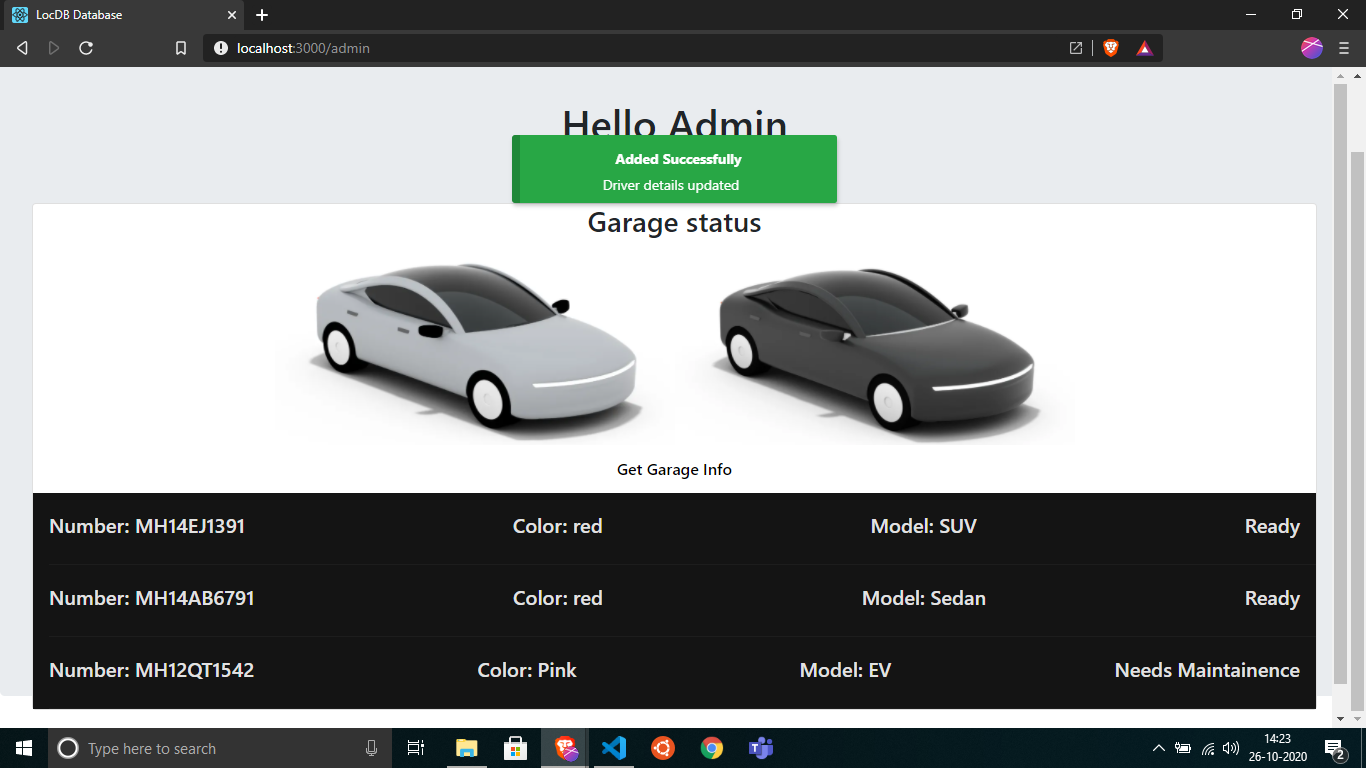 LocDB Database
localhost:3000/admin
Hello Admin
Added Successfully
Driver details updated
Garage status
Get Garage Info
Number: MH14EJ1391 Color: red Model: SUV Ready
Number: MH14AB6791 Color: red Model: Sedan Ready
Number: MH12QT1542 Color: Pink Model: EV Needs Maintainence
Type here to search
14:23
26-10-2020
2